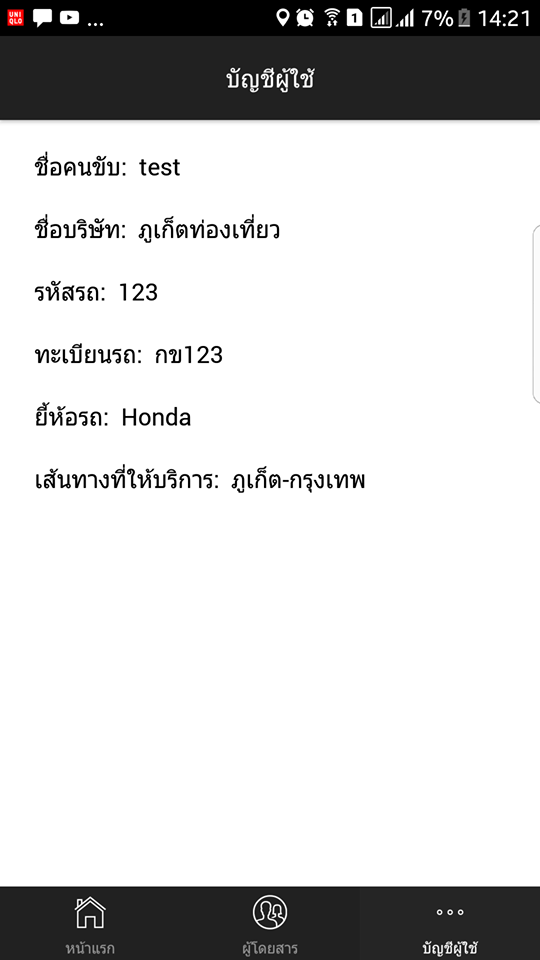 UNI
QLO
... 1 7% 14:21
บัญชีผู้ใช้
ชื่อคนขับ: test
ชื่อบริษัท: ภูเก็ตท่องเที่ยว
รหัสรถ: 123
ทะเบียนรถ: กข123
ยี้ห้อรถ: Honda
เส้นทางที่ให้บริการ: ภูเก็ต-กรุงเทพ
หน้าแรก ผู้โดยสาร บัญชีผู้ใช้